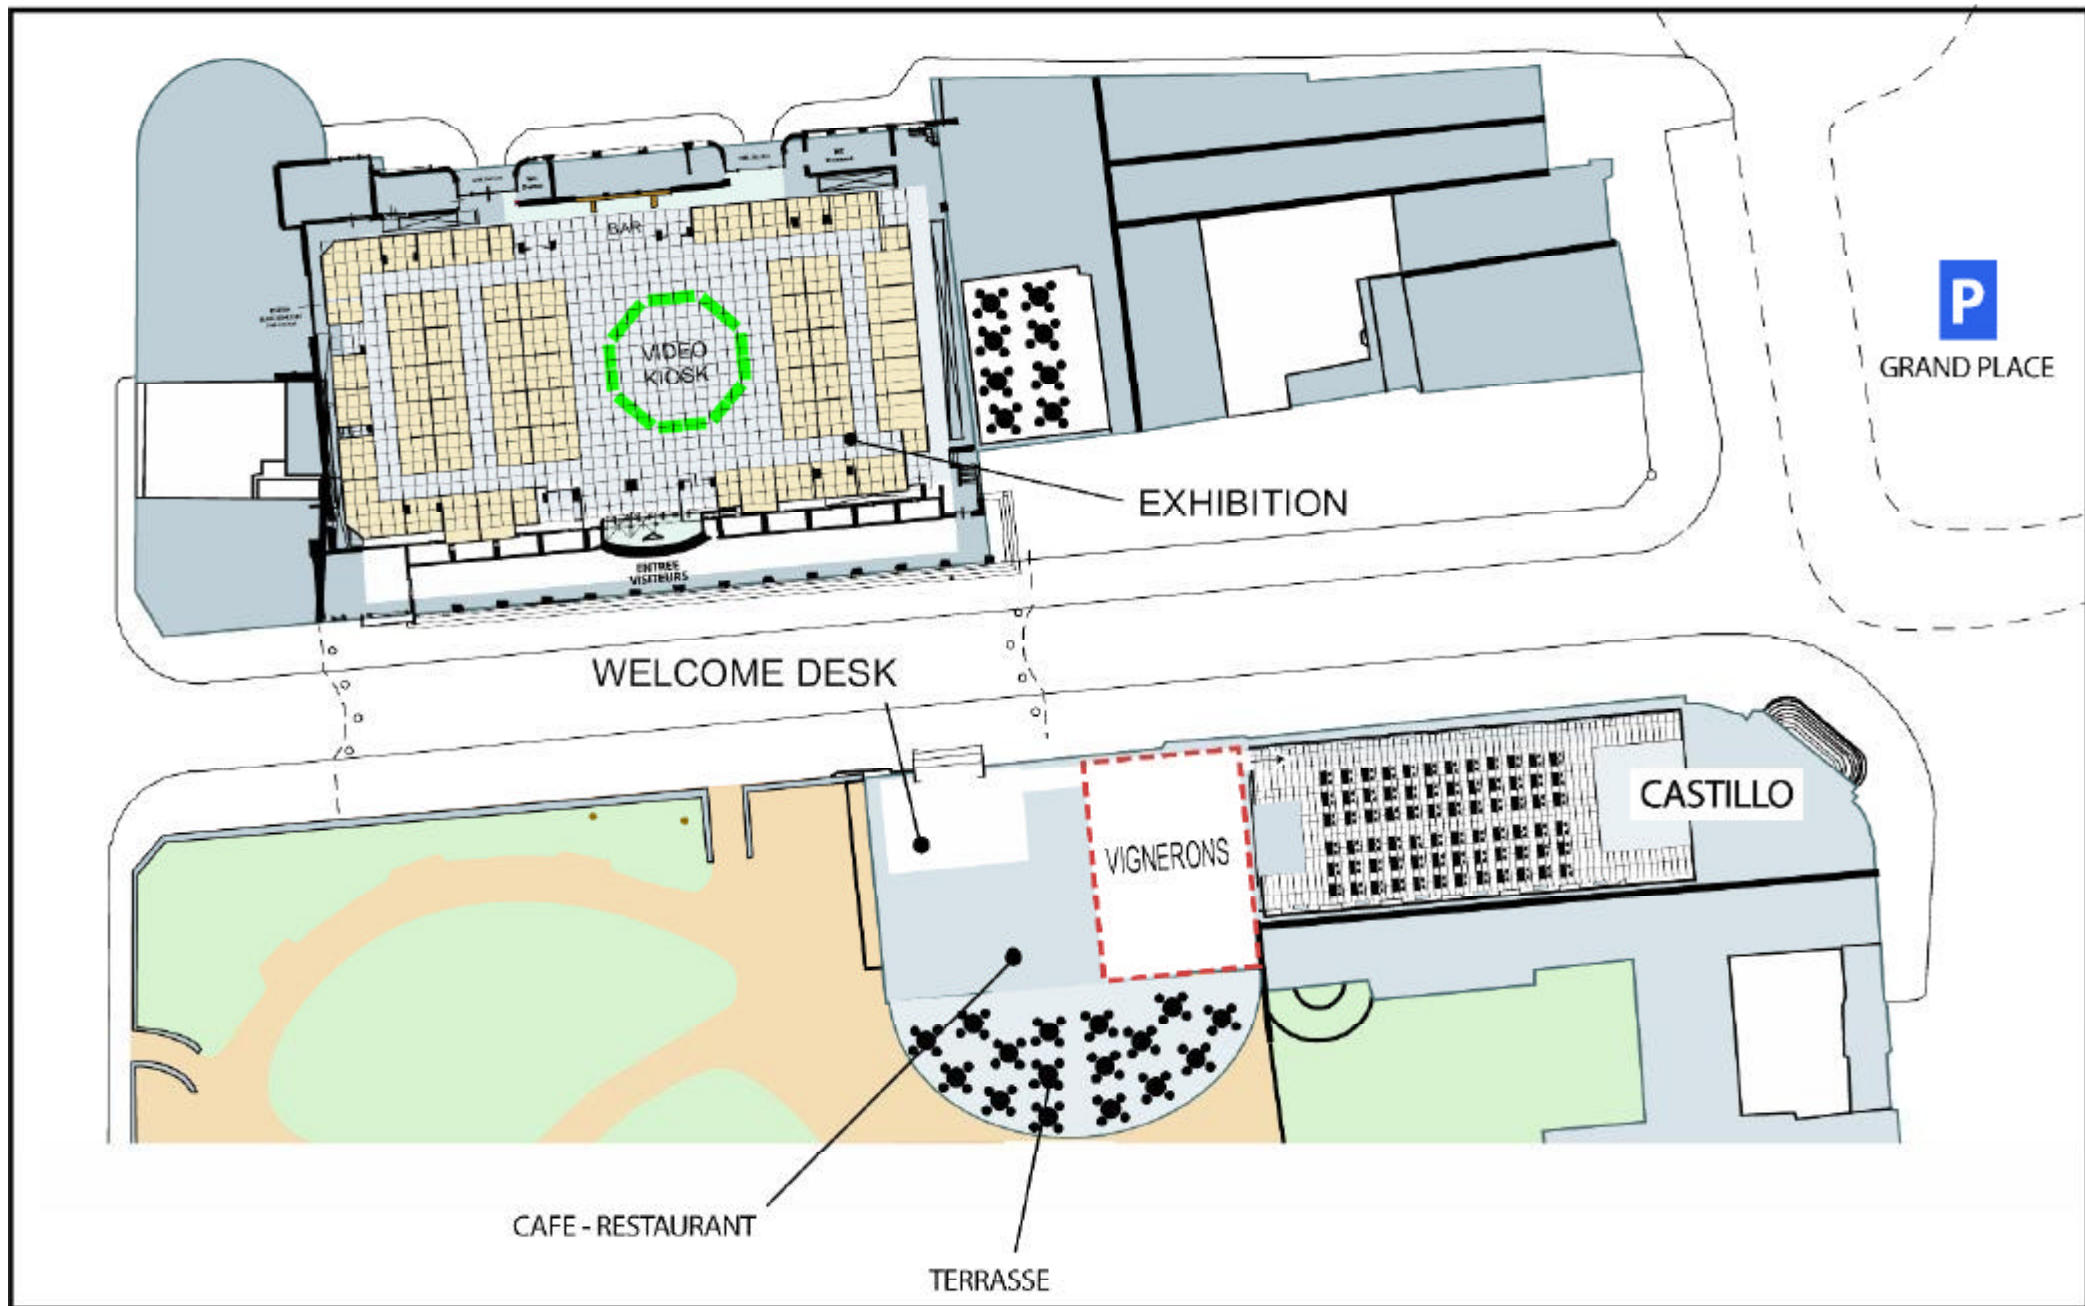 BAR
VIDEO
KIOSK
P
GRAND PLACE
EXHIBITION
ENTREE
VISITEURS
WELCOME DESK
CASTILLO
VIGNERONS
CAFE - RESTAURANT
TERRASSE